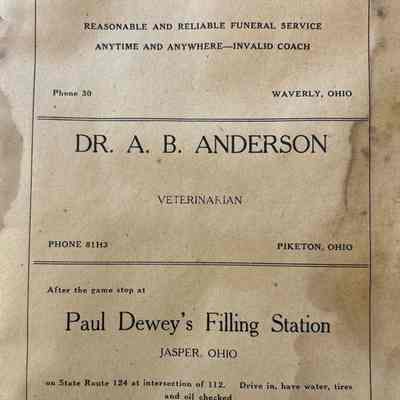 REASONABLE AND RELIABLE FUNERAL SERVICE
ANYTIME AND ANYWHERE—INVALID COACH
Phone 30 WAVERLY, OHIO
DR. A. B. ANDERSON
VETERINARIAN
PHONE 81H3 PIKETON, OHIO
After the game stop at
Paul Dewey's Filling Station
JASPER, OHIO
on State Route 124 at intersection of 112. Drive in, have water, tires
and oil checked